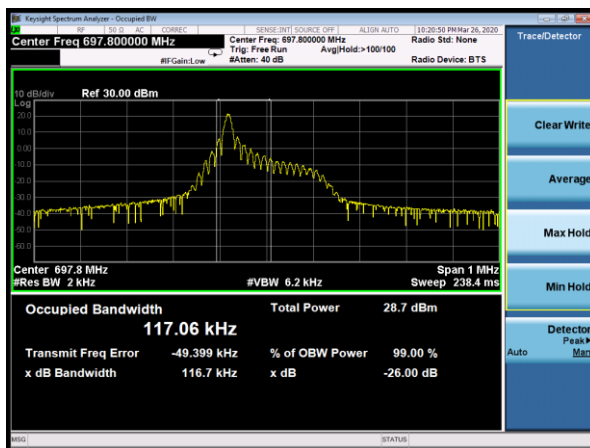 Keysight Spectrum Analyzer - Occupied BW
RF 50 Ω AC CORREC SENSE:INT SOURCE OFF ALIGN AUTO 10:20:50 PM Mar 26, 2020
Center Freq 697.800000 MHz Center Freq: 697.800000 MHz Radio Std: None Trace/Detector
Trig: Free Run Avg|Hold:>100/100
#IFGain:Low #Atten: 40 dB Radio Device: BTS
10 dB/div Ref 30.00 dBm
Log
20.0
10.0
0.00
-10.0
-20.0
-30.0
-40.0
-50.0
-60.0
Clear Write
Average
Max Hold
Min Hold
Center 697.8 MHz Span 1 MHz
#Res BW 2 kHz #VBW 6.2 kHz Sweep 238.4 ms
Occupied Bandwidth Total Power 28.7 dBm
117.06 kHz
Transmit Freq Error -49.399 kHz % of OBW Power 99.00 %
x dB Bandwidth 116.7 kHz x dB -26.00 dB
Detector
Peak
Auto Man
MSG STATUS